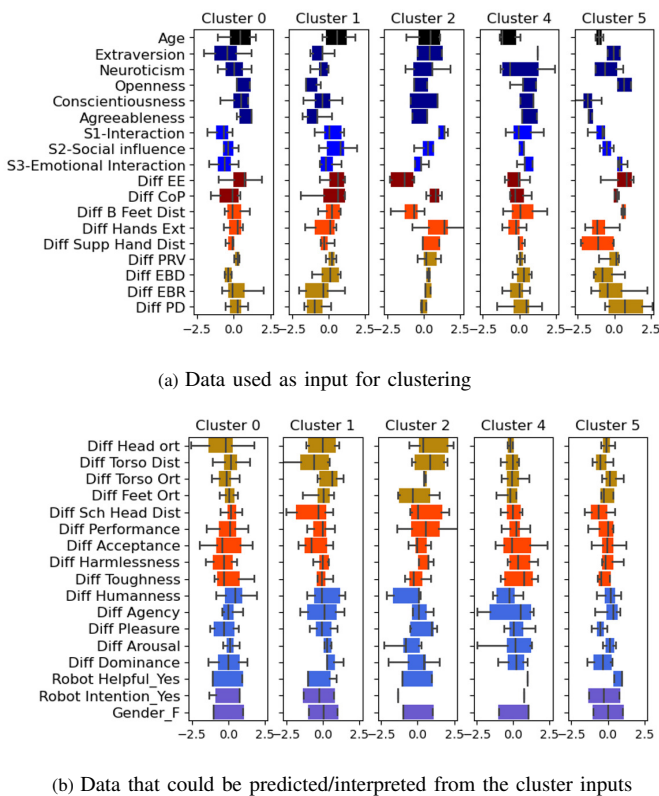 Cluster 0 Cluster 1 Cluster 2 Cluster 4 Cluster 5
Age
Extraversion
Neuroticism
Openness
Conscientiousness
Agreeableness
S1-Interaction
S2-Social influence
S3-Emotional Interaction
Diff EE
Diff CoP
Diff B Feet Dist
Diff Hands Ext
Diff Supp Hand Dist
Diff PRV
Diff EBD
Diff EBR
Diff PD
−2.5 0.0 2.5 −2.5 0.0 2.5 −2.5 0.0 2.5 −2.5 0.0 2.5 −2.5 0.0 2.5
(a) Data used as input for clustering
Cluster 0 Cluster 1 Cluster 2 Cluster 4 Cluster 5
Diff Head ort
Diff Torso Dist
Diff Torso Ort
Diff Feet Ort
Diff Sch Head Dist
Diff Performance
Diff Acceptance
Diff Harmlessness
Diff Toughness
Diff Humanness
Diff Agency
Diff Pleasure
Diff Arousal
Diff Dominance
Robot Helpful_Yes
Robot Intention_Yes
Gender_F
−2.5 0.0 2.5 −2.5 0.0 2.5 −2.5 0.0 2.5 −2.5 0.0 2.5 −2.5 0.0 2.5
(b) Data that could be predicted/interpreted from the cluster inputs